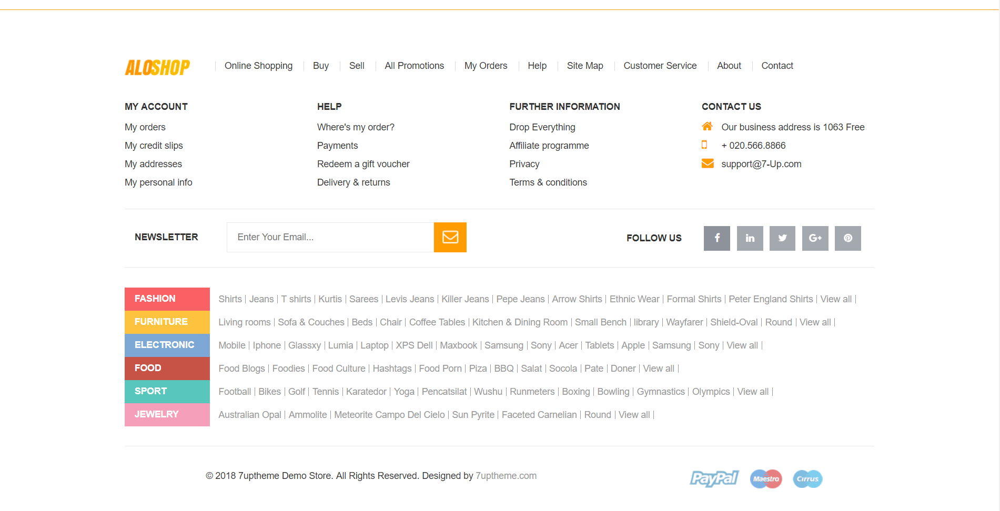 ALOSHOP Online Shopping Buy Sell All Promotions My Orders Help Site Map Customer Service About Contact
MY ACCOUNT
My orders
My credit slips
My addresses
My personal info
HELP
Where's my order?
Payments
Redeem a gift voucher
Delivery & returns
FURTHER INFORMATION
Drop Everything
Affiliate programme
Privacy
Terms & conditions
CONTACT US
Our business address is 1063 Free
+ 020.566.8866
support@7-Up.com
NEWSLETTER Enter Your Email... FOLLOW US
FASHION Shirts | Jeans | T shirts | Kurtis | Sarees | Levis Jeans | Killer Jeans | Pepe Jeans | Arrow Shirts | Ethnic Wear | Formal Shirts | Peter England Shirts | View all |
FURNITURE Living rooms | Sofa & Couches | Beds | Chair | Coffee Tables | Kitchen & Dining Room | Small Bench | library | Wayfarer | Shield-Oval | Round | View all |
ELECTRONIC Mobile | Iphone | Glassxy | Lumia | Laptop | XPS Dell | Maxbook | Samsung | Sony | Acer | Tablets | Apple | Samsung | Sony | View all |
FOOD Food Blogs | Foodies | Food Culture | Hashtags | Food Porn | Piza | BBQ | Salat | Socola | Pate | Doner | View all |
SPORT Football | Bikes | Golf | Tennis | Karatedor | Yoga | Pencatsilat | Wushu | Runmeters | Boxing | Bowling | Gymnastics | Olympics | View all |
JEWELRY Australian Opal | Ammolite | Meteorite Campo Del Cielo | Sun Pyrite | Faceted Carnelian | Round | View all |
© 2018 7uptheme Demo Store. All Rights Reserved. Designed by 7uptheme.com PayPal Maestro Cirrus